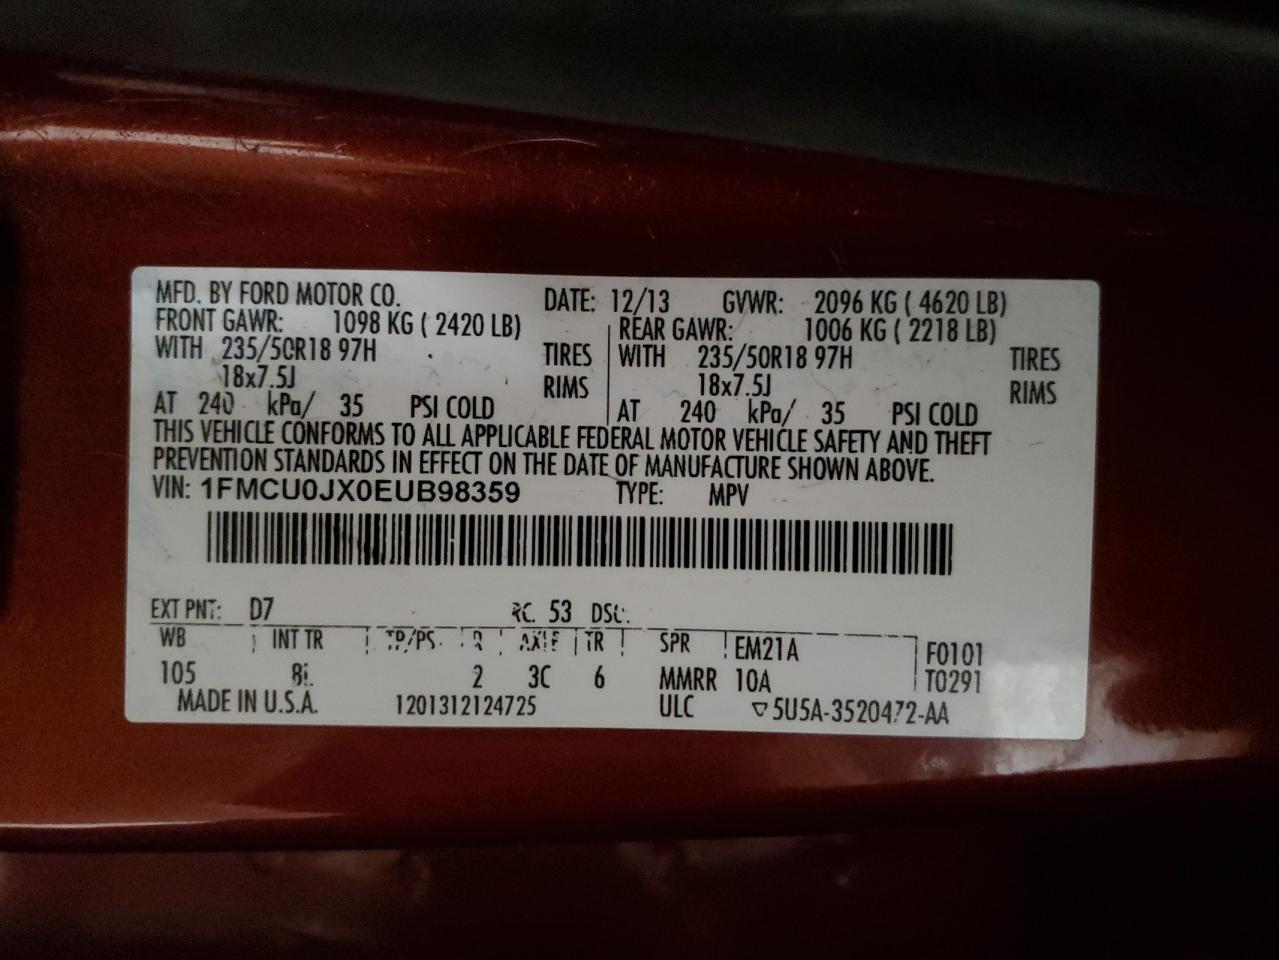 MFD. BY FORD MOTOR CO. DATE: 12/13 GVWR: 2096 KG ( 4620 LB)
FRONT GAWR: 1098 KG ( 2420 LB) REAR GAWR: 1006 KG ( 2218 LB)
WITH 235/50R18 97H TIRES WITH 235/50R18 97H TIRES
18x7.5J RIMS 18x7.5J RIMS
AT 240 kPa/ 35 PSI COLD AT 240 kPa/ 35 PSI COLD
THIS VEHICLE CONFORMS TO ALL APPLICABLE FEDERAL MOTOR VEHICLE SAFETY AND THEFT
PREVENTION STANDARDS IN EFFECT ON THE DATE OF MANUFACTURE SHOWN ABOVE.
VIN: 1FMCU0JX0EUB98359 TYPE: MPV
EXT PNT: D7 RC: 53 DSO:
WB INT TR TP/PS R AXLE TR SPR EM21A F0101
105 2 3C 6 MMRR 10A T0291
MADE IN U.S.A. 1201312124725 ULC ▽5U5A-3520472-AA